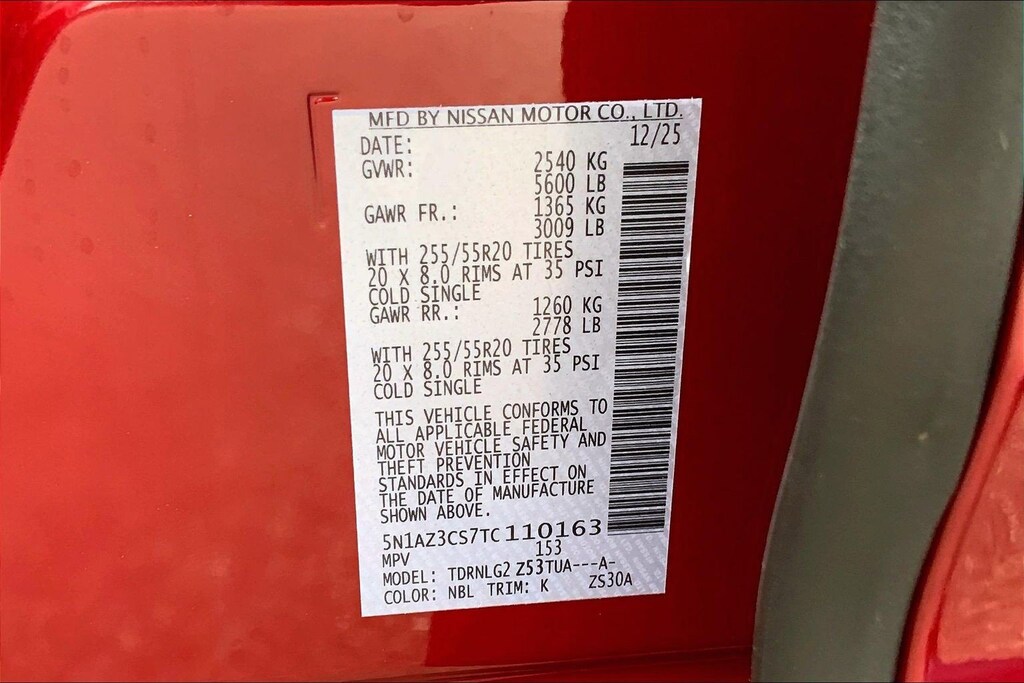 MFD BY NISSAN MOTOR CO., LTD.
DATE: 12/25
GVWR: 2540 KG
5600 LB
GAWR FR.: 1365 KG
3009 LB
WITH 255/55R20 TIRES
20 X 8.0 RIMS AT 35 PSI
COLD SINGLE
GAWR RR.: 1260 KG
2778 LB
WITH 255/55R20 TIRES
20 X 8.0 RIMS AT 35 PSI
COLD SINGLE
THIS VEHICLE CONFORMS TO
ALL APPLICABLE FEDERAL
MOTOR VEHICLE SAFETY AND
THEFT PREVENTION
STANDARDS IN EFFECT ON
THE DATE OF MANUFACTURE
SHOWN ABOVE.
5N1AZ3CS7TC110163
MPV 153
MODEL: TDRNLG2 Z53TUA---A-
COLOR: NBL TRIM: K ZS30A